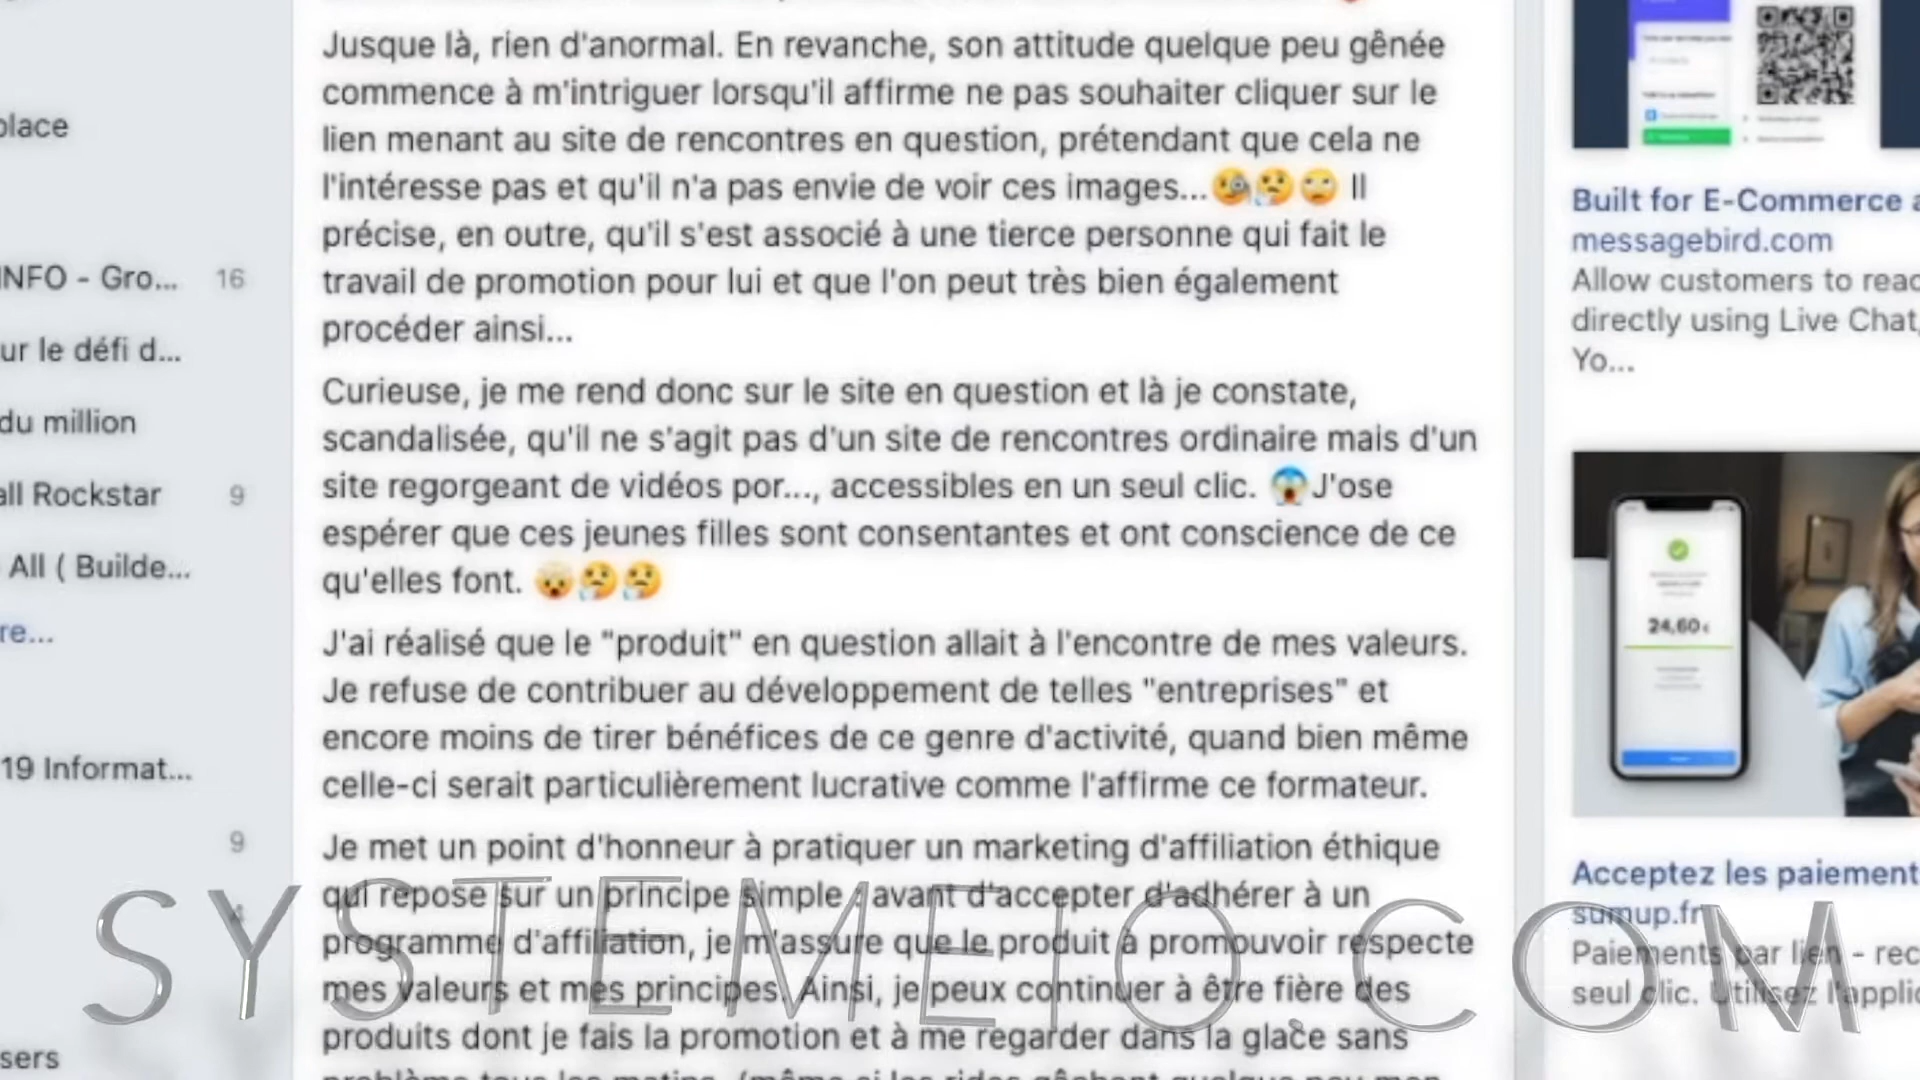 Jusque là, rien d'anormal. En revanche, son attitude quelque peu gênée
commence à m'intriguer lorsqu'il affirme ne pas souhaiter cliquer sur le
lien menant au site de rencontres en question, prétendant que cela ne
l'intéresse pas et qu'il n'a pas envie de voir ces images...🧐🤔🙄 Il
précise, en outre, qu'il s'est associé à une tierce personne qui fait le
travail de promotion pour lui et que l'on peut très bien également
procéder ainsi...
Curieuse, je me rend donc sur le site en question et là je constate,
scandalisée, qu'il ne s'agit pas d'un site de rencontres ordinaire mais d'un
site regorgeant de vidéos por..., accessibles en un seul clic. 😱J'ose
espérer que ces jeunes filles sont consentantes et ont conscience de ce
qu'elles font. 🤯🤔🤔
J'ai réalisé que le "produit" en question allait à l'encontre de mes valeurs.
Je refuse de contribuer au développement de telles "entreprises" et
encore moins de tirer bénéfices de ce genre d'activité, quand bien même
celle-ci serait particulièrement lucrative comme l'affirme ce formateur.
Je met un point d'honneur à pratiquer un marketing d'affiliation éthique
qui repose sur un principe simple : avant d'accepter d'adhérer à un
programme d'affiliation, je m'assure que le produit à promouvoir respecte
mes valeurs et mes principes. Ainsi, je peux continuer à être fière des
produits dont je fais la promotion et à me regarder dans la glace sans
place
INFO - Gro... 16
ur le défi d...
du million
all Rockstar 9
All ( Builde...
re...
19 Informat...
9
4
sers
Built for E-Commerce a
messagebird.com
Allow customers to reac
directly using Live Chat,
Yo...
24,60 €
Acceptez les paiement
sumup.fr
Paiements par lien - rec
seul clic. Utilisez l'applic
SYSTEMEIO.COM